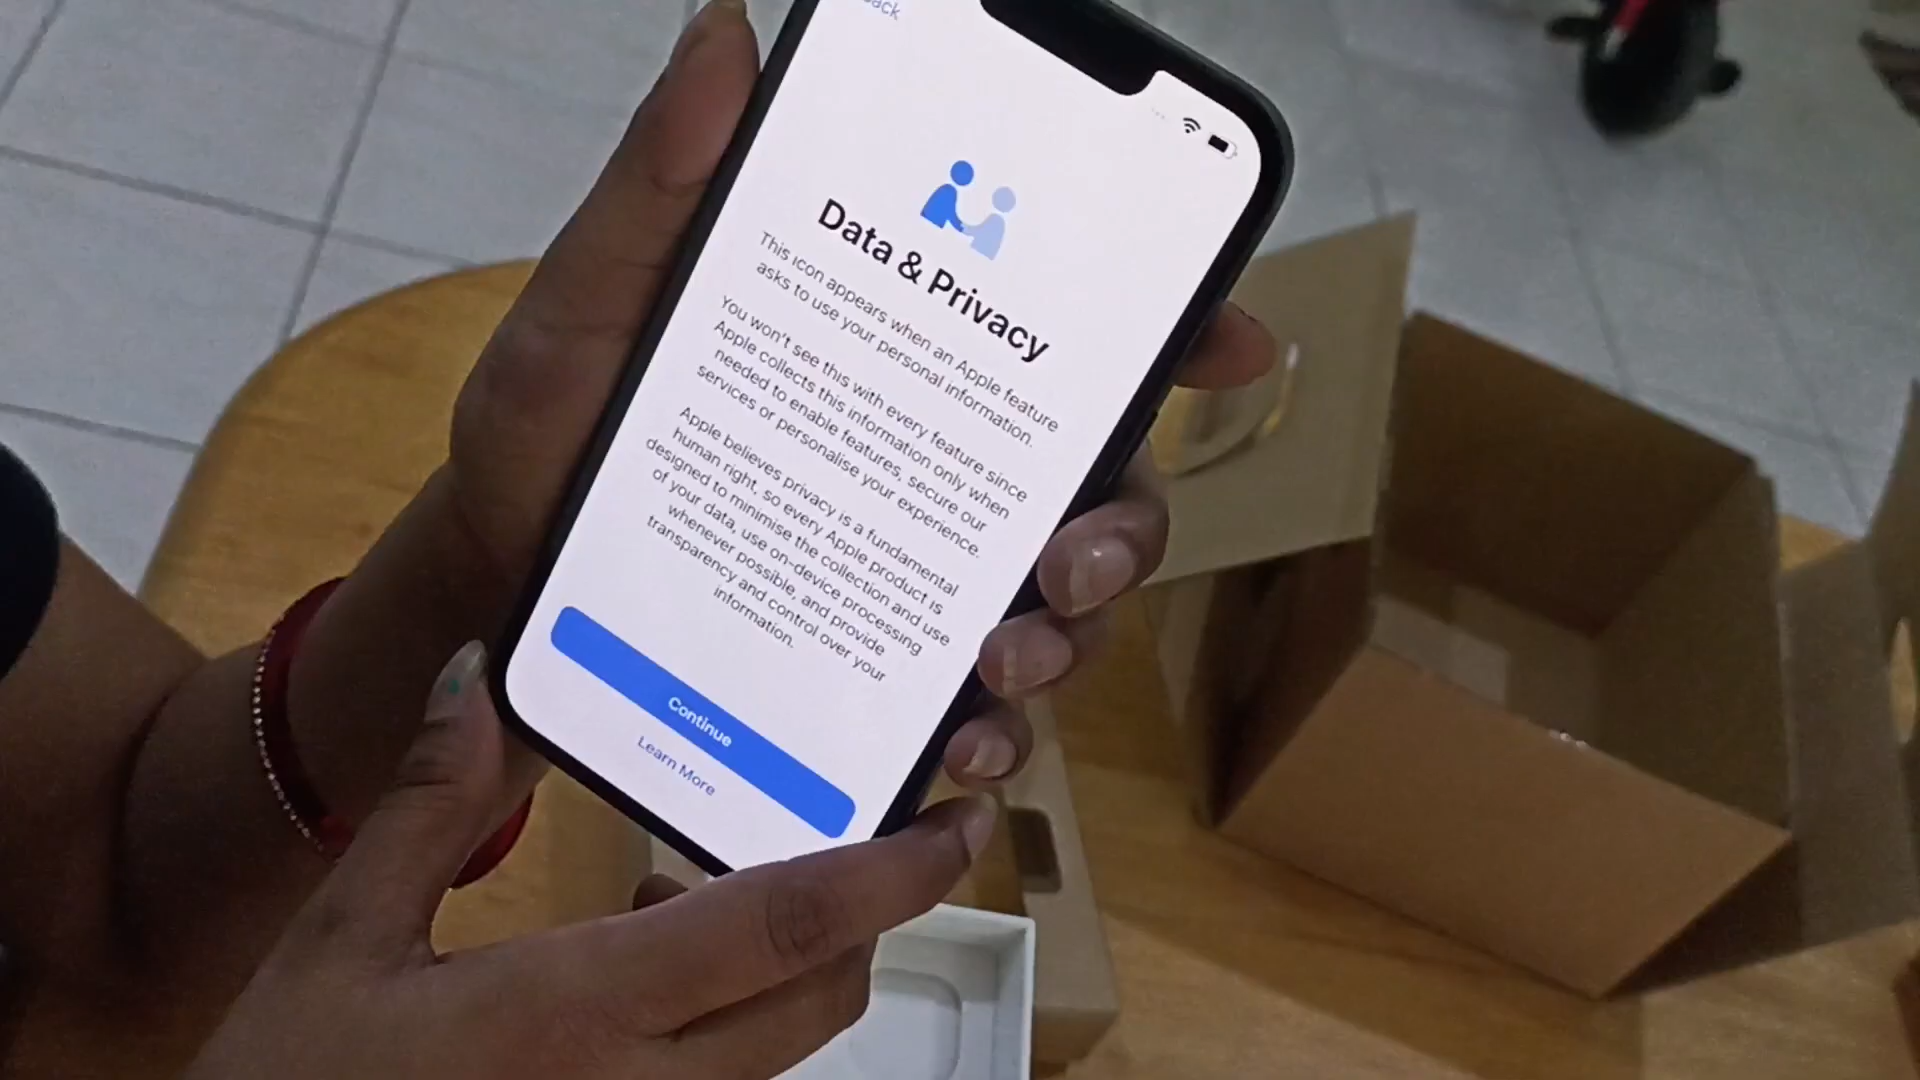 Data & Privacy
This icon appears when an Apple feature
asks to use your personal information.
You won't see this with every feature since
Apple collects this information only when
needed to enable features, secure our
services or personalise your experience.
Apple believes privacy is a fundamental
human right, so every Apple product is
designed to minimise the collection and use
of your data, use on-device processing
whenever possible, and provide
transparency and control over your
information.
Continue
Learn More